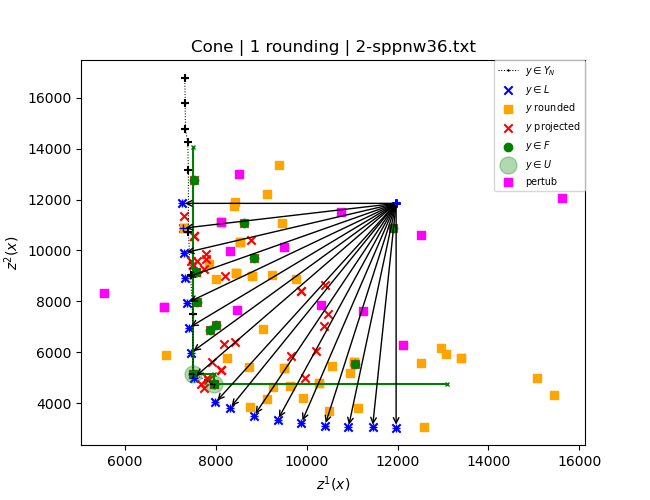 Cone | 1 rounding | 2-sppnw36.txt
y ∈ Y_N
y ∈ L
y rounded
y projected
y ∈ F
y ∈ U
pertub
16000
14000
12000
10000
8000
6000
4000
z²(x)
6000 8000 10000 12000 14000 16000
z¹(x)